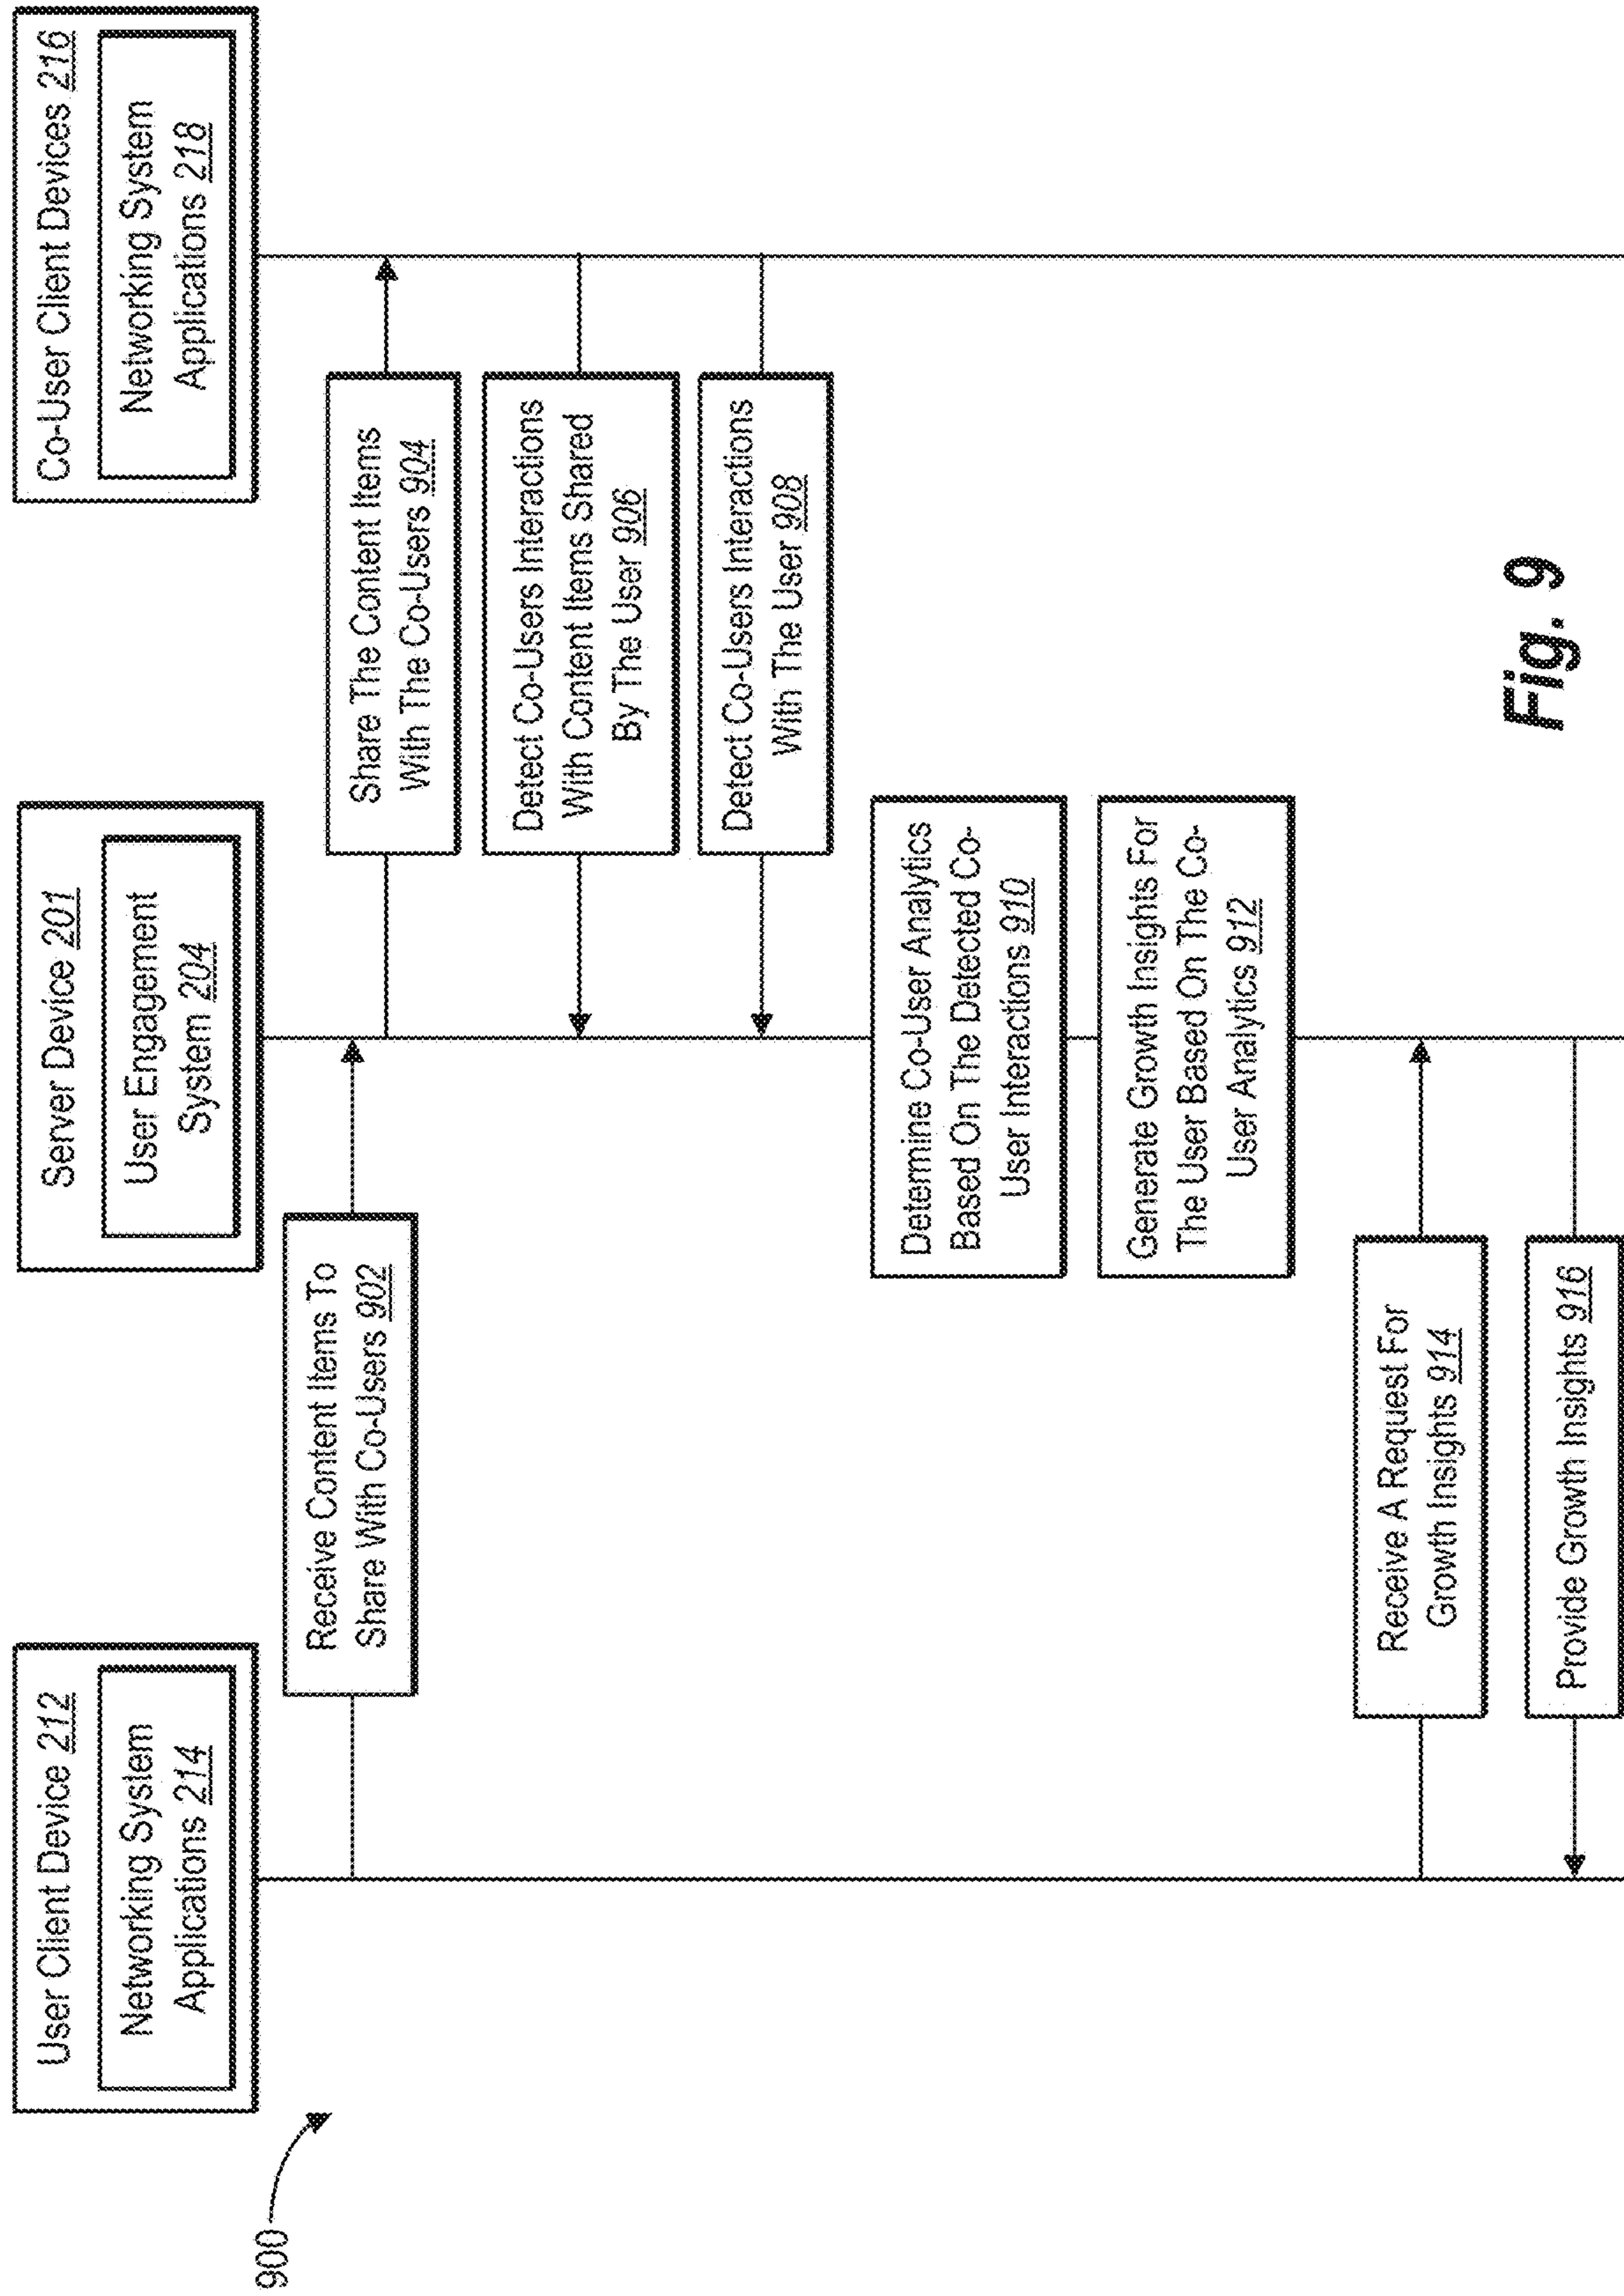 900
User Client Device 212
Networking System
Applications 214
Server Device 201
User Engagement
System 204
Co-User Client Devices 216
Networking System
Applications 218
Receive Content Items To
Share With Co-Users 902
Share The Content Items
With The Co-Users 904
Detect Co-Users Interactions
With Content Items Shared
By The User 906
Detect Co-Users Interactions
With The User 908
Determine Co-User Analytics
Based On The Detected Co-
User Interactions 910
Generate Growth Insights For
The User Based On The Co-
User Analytics 912
Receive A Request For
Growth Insights 914
Provide Growth Insights 916
Fig. 9